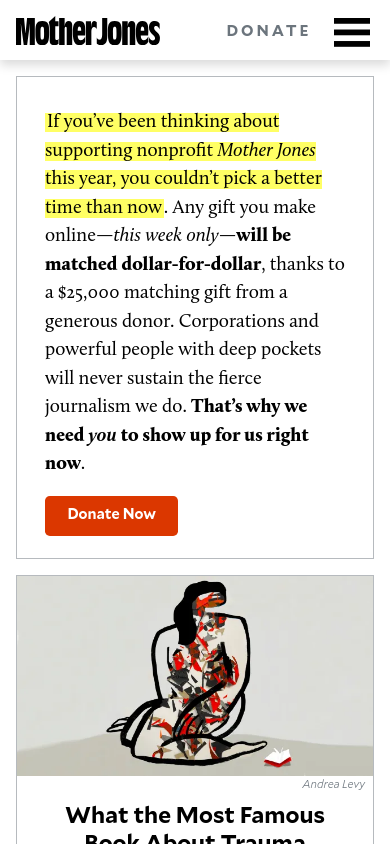 Mother Jones
DONATE
If you've been thinking about
supporting nonprofit Mother Jones
this year, you couldn't pick a better
time than now. Any gift you make
online—this week only—will be
matched dollar-for-dollar, thanks to
a $25,000 matching gift from a
generous donor. Corporations and
powerful people with deep pockets
will never sustain the fierce
journalism we do. That's why we
need you to show up for us right
now.
Donate Now
Andrea Levy
What the Most Famous
Book About Trauma